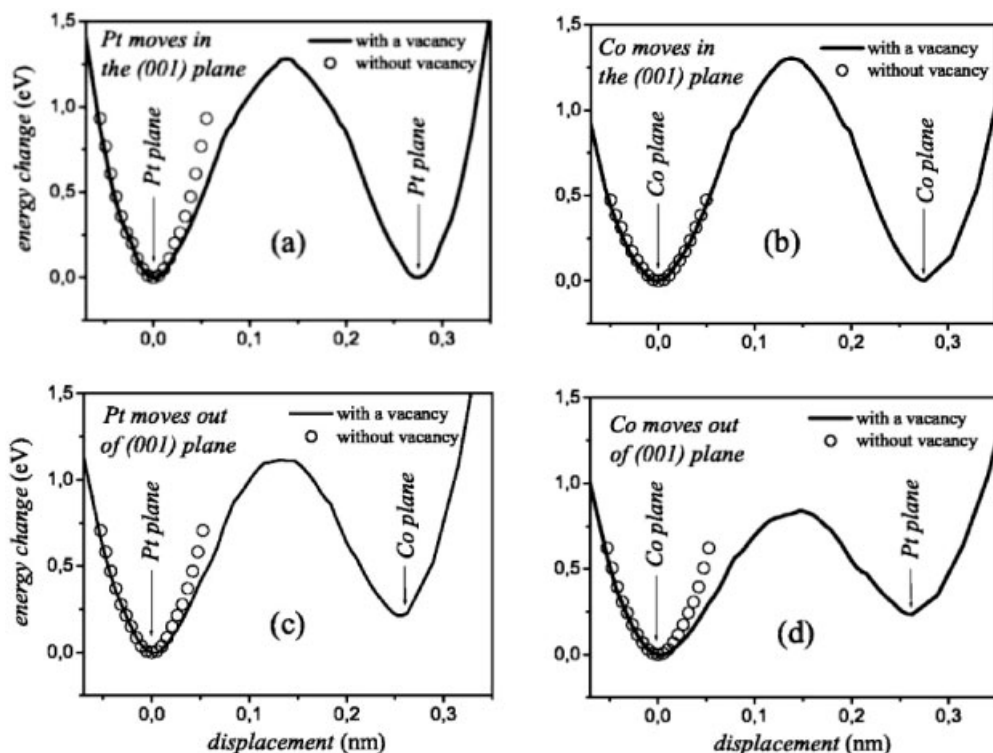 1,5
Pt moves in
the (001) plane
with a vacancy
without vacancy
1,0
0,5
0,0
energy change (eV)
Pt plane
Pt plane
(a)
0,0 0,1 0,2 0,3
1,5
Co moves in
the (001) plane
with a vacancy
without vacancy
1,0
0,5
0,0
Co plane
Co plane
(b)
0,0 0,1 0,2 0,3
1,5
Pt moves out
of (001) plane
with a vacancy
without vacancy
1,0
0,5
0,0
energy change (eV)
Pt plane
Co plane
(c)
0,0 0,1 0,2 0,3
displacement (nm)
1,5
Co moves out
of (001) plane
with a vacancy
without vacancy
1,0
0,5
0,0
Co plane
Pt plane
(d)
0,0 0,1 0,2 0,3
displacement (nm)